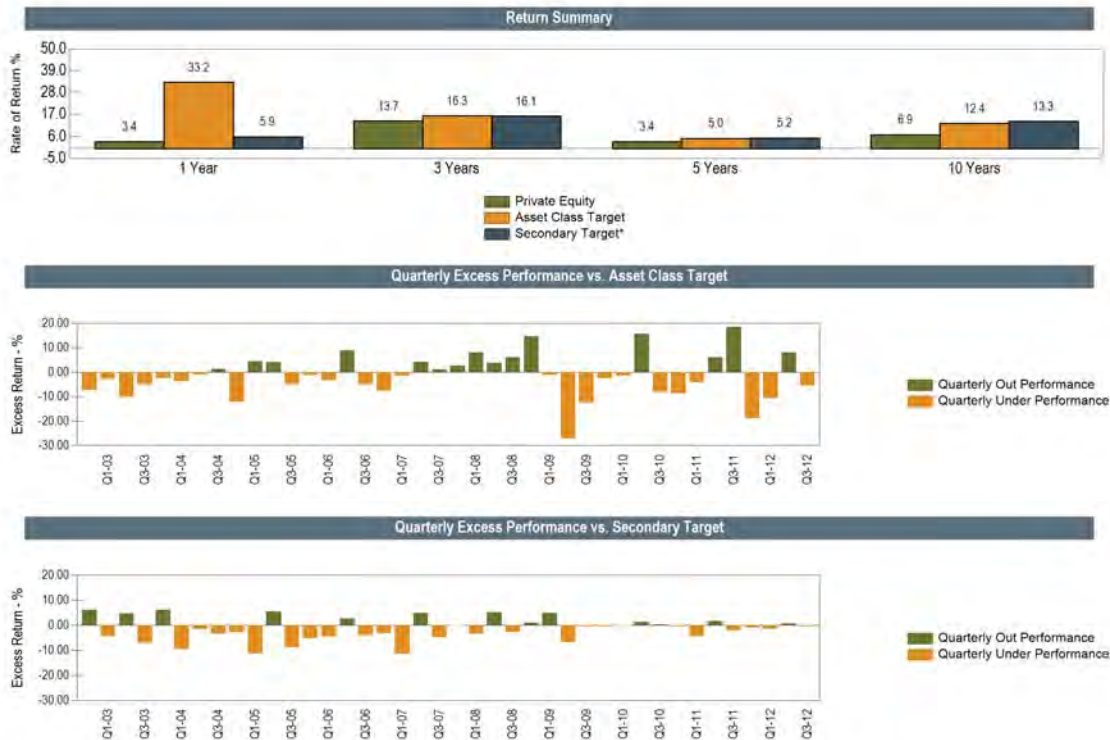 Return Summary
Rate of Return %
50.0
39.0
28.0
17.0
6.0
-5.0
3.4
33.2
5.9
13.7
16.3
16.1
3.4
5.0
5.2
6.9
12.4
13.3
1 Year
3 Years
5 Years
10 Years
Private Equity
Asset Class Target
Secondary Target*
Quarterly Excess Performance vs. Asset Class Target
Excess Return - %
20.00
10.00
0.00
-10.00
-20.00
-30.00
Q1-03
Q3-03
Q1-04
Q3-04
Q1-05
Q3-05
Q1-06
Q3-06
Q1-07
Q3-07
Q1-08
Q3-08
Q1-09
Q3-09
Q1-10
Q3-10
Q1-11
Q3-11
Q1-12
Q3-12
Quarterly Out Performance
Quarterly Under Performance
Quarterly Excess Performance vs. Secondary Target
Excess Return - %
20.00
10.00
0.00
-10.00
-20.00
-30.00
Q1-03
Q3-03
Q1-04
Q3-04
Q1-05
Q3-05
Q1-06
Q3-06
Q1-07
Q3-07
Q1-08
Q3-08
Q1-09
Q3-09
Q1-10
Q3-10
Q1-11
Q3-11
Q1-12
Q3-12
Quarterly Out Performance
Quarterly Under Performance